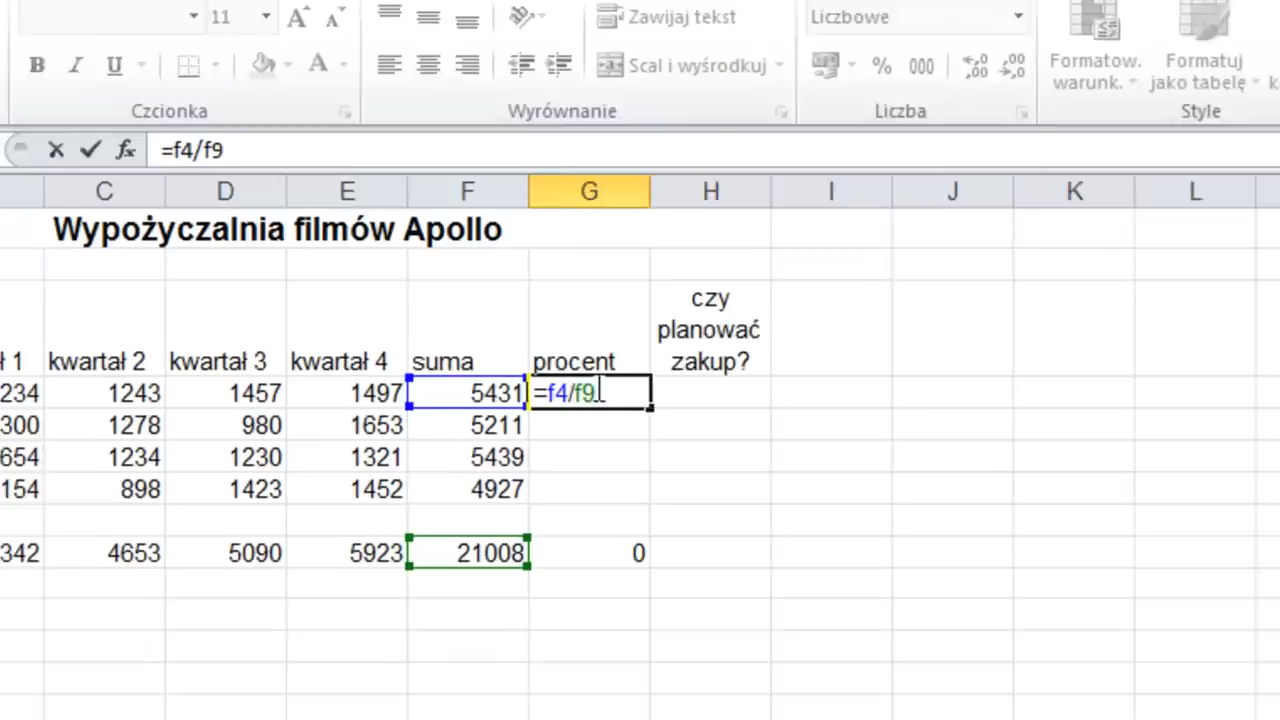 11 A A Zawijaj tekst Liczbowe
B I U A Scal i wyśrodkuj % 000 ,00 ,00 Formatow. Formatuj
warunk. jako tabelę
Czcionka Wyrównanie Liczba Style
fx =f4/f9
C D E F G H I J K L
Wypożyczalnia filmów Apollo
czy
planować
ł 1 kwartał 2 kwartał 3 kwartał 4 suma procent zakup?
234 1243 1457 1497 5431 =f4/f9
300 1278 980 1653 5211
654 1234 1230 1321 5439
154 898 1423 1452 4927
342 4653 5090 5923 21008 0